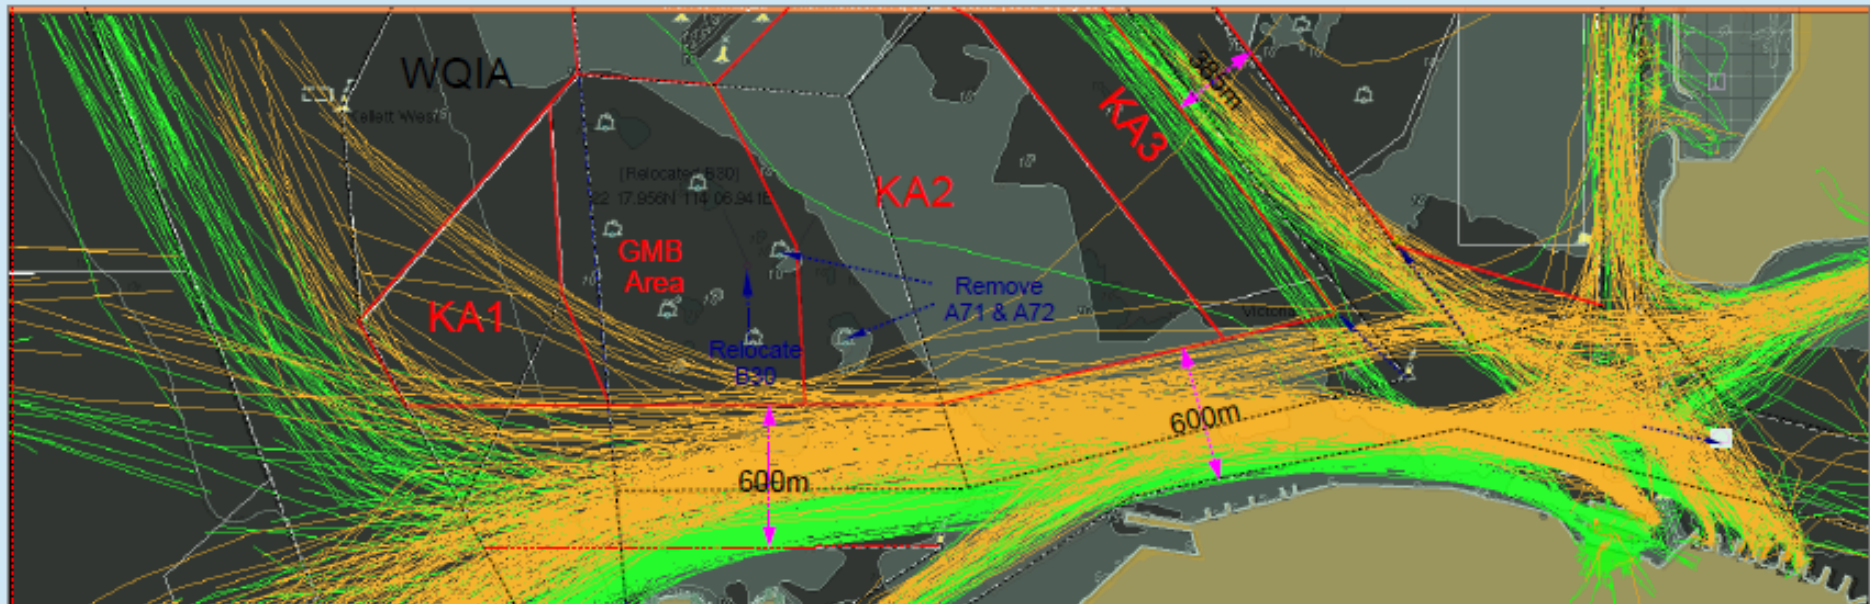 WQIA
385m
Kellett West
KA3
(Relocated B30)
KA2
22 17.956N 114 06.941E
GMB
Area
Remove
A71 & A72
KA1
Victoria
Relocate
B30
600m
600m